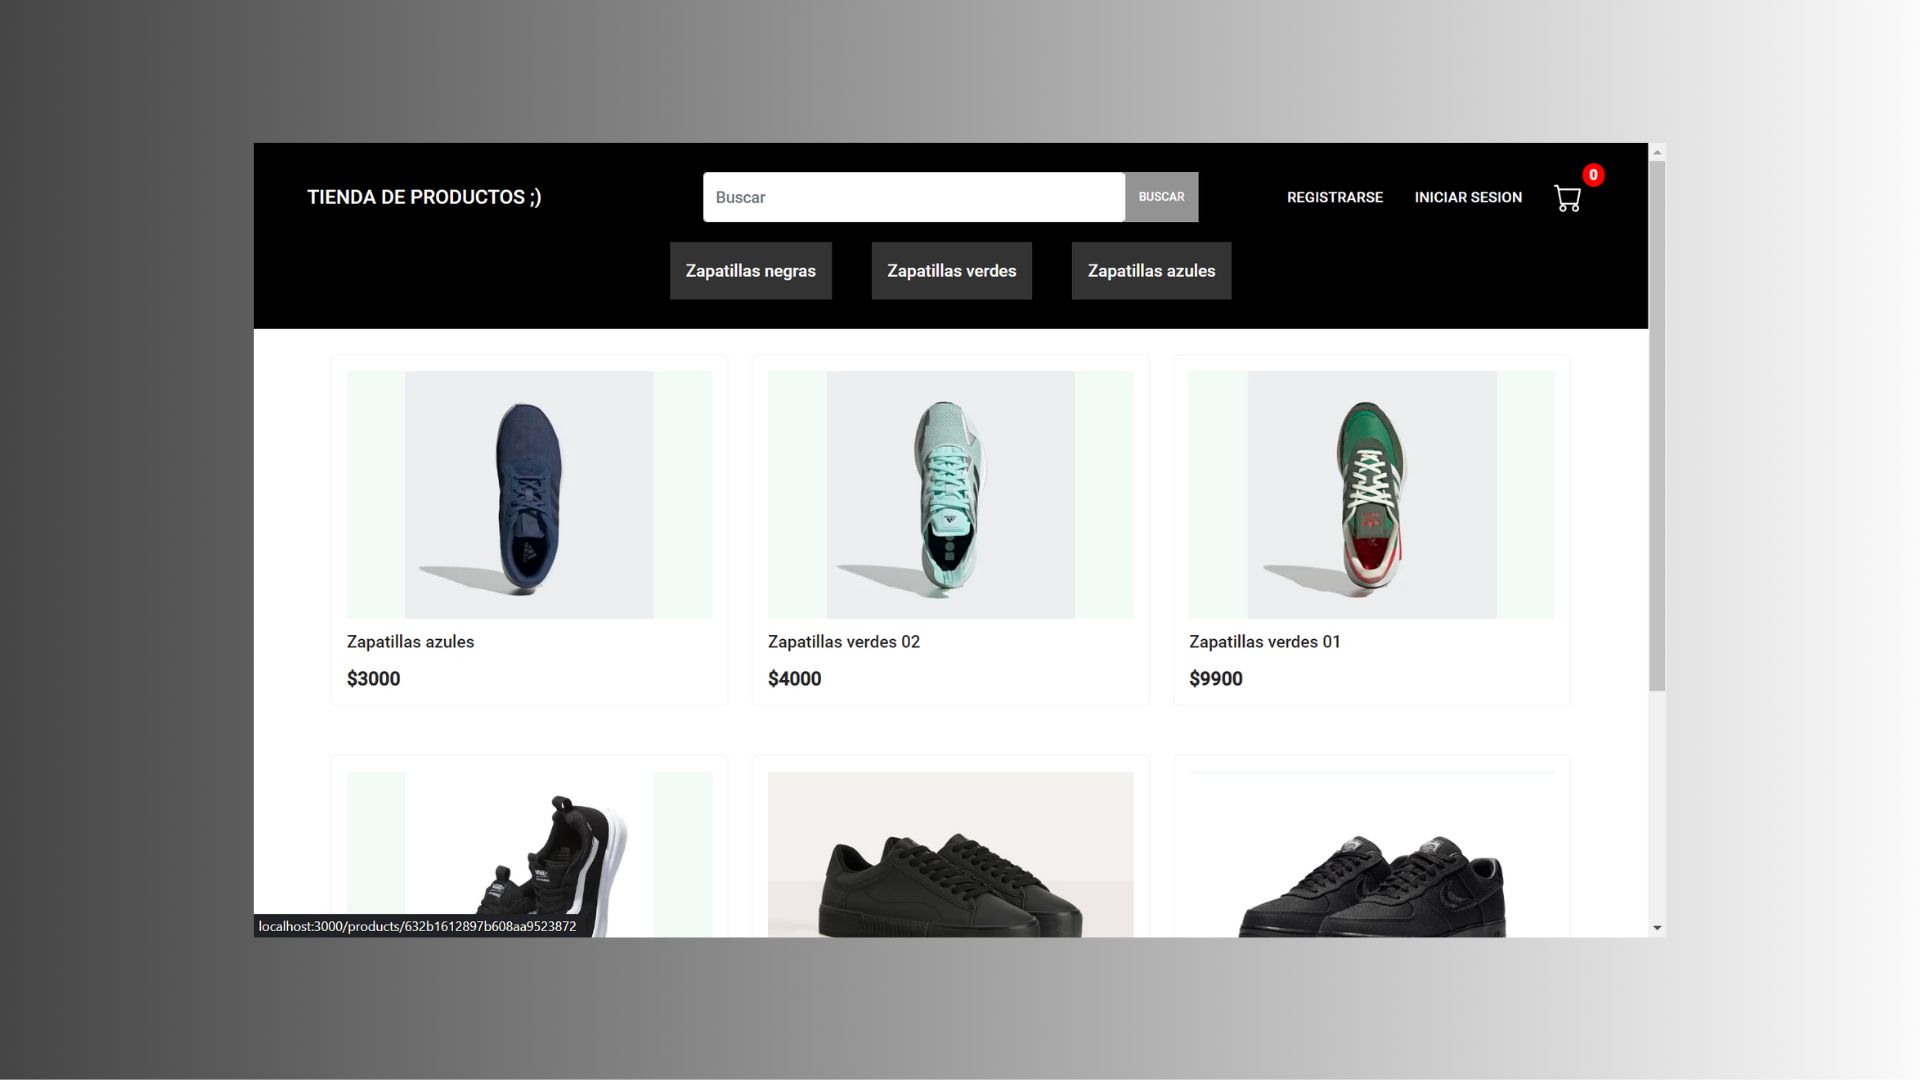 TIENDA DE PRODUCTOS ;)
Buscar
BUSCAR
REGISTRARSE
INICIAR SESION
0
Zapatillas negras
Zapatillas verdes
Zapatillas azules
Zapatillas azules
$3000
Zapatillas verdes 02
$4000
Zapatillas verdes 01
$9900
localhost:3000/products/632b1612897b608aa9523872